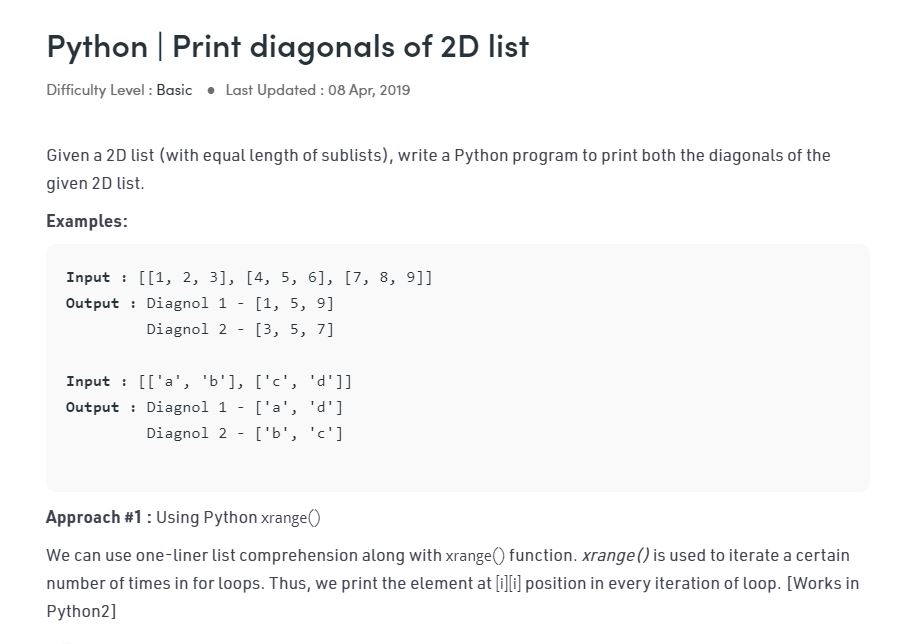 Python | Print diagonals of 2D list
Difficulty Level : Basic ● Last Updated : 08 Apr, 2019
Given a 2D list (with equal length of sublists), write a Python program to print both the diagonals of the
given 2D list.
Examples:
Input : [[1, 2, 3], [4, 5, 6], [7, 8, 9]]
Output : Diagnol 1 - [1, 5, 9]
Diagnol 2 - [3, 5, 7]
Input : [['a', 'b'], ['c', 'd']]
Output : Diagnol 1 - ['a', 'd']
Diagnol 2 - ['b', 'c']
Approach #1 : Using Python xrange()
We can use one-liner list comprehension along with xrange() function. xrange() is used to iterate a certain
number of times in for loops. Thus, we print the element at [i][i] position in every iteration of loop. [Works in
Python2]